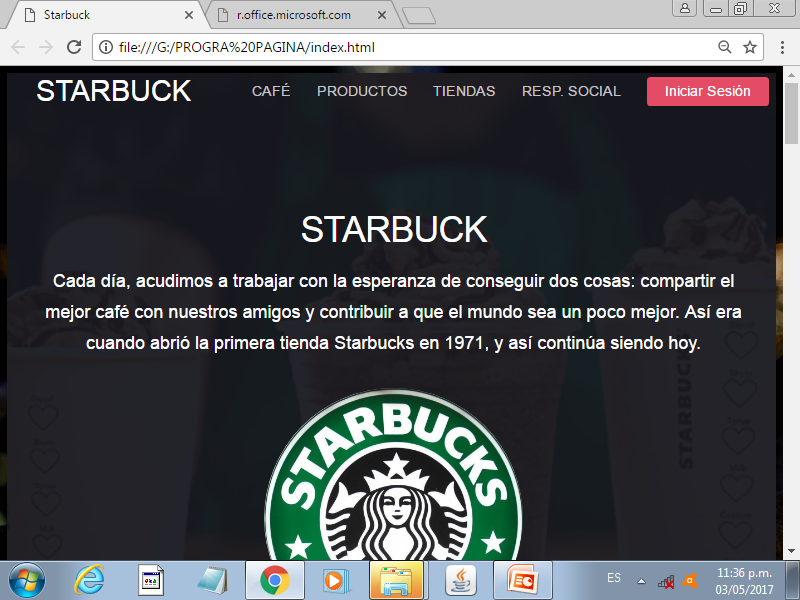 Starbuck
r.office.microsoft.com
file:///G:/PROGRA%20PAGINA/index.html
STARBUCK
CAFÉ
PRODUCTOS
TIENDAS
RESP. SOCIAL
Iniciar Sesión
STARBUCK
Cada día, acudimos a trabajar con la esperanza de conseguir dos cosas: compartir el
mejor café con nuestros amigos y contribuir a que el mundo sea un poco mejor. Así era
cuando abrió la primera tienda Starbucks en 1971, y así continúa siendo hoy.
STARBUCKS
STARBUCKS
ES
11:36 p.m.
03/05/2017